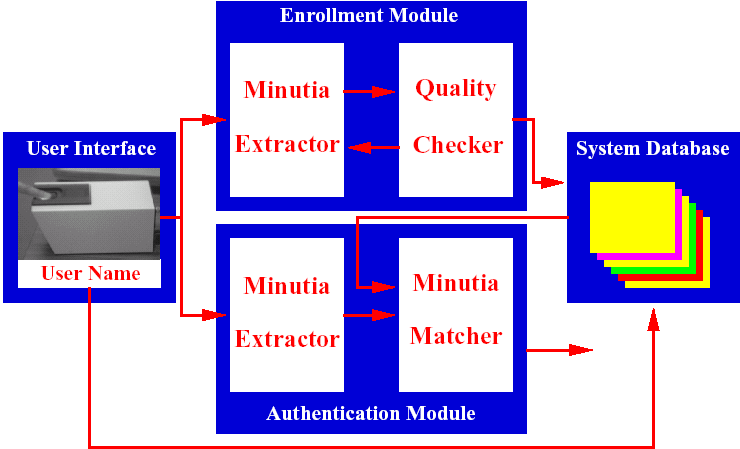 Enrollment Module
Minutia
Extractor
Quality
Checker
User Interface
User Name
System Database
Minutia
Extractor
Minutia
Matcher
Authentication Module